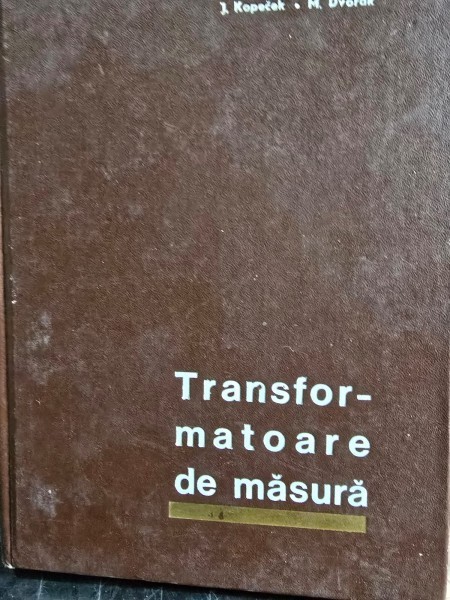 J. Kopeček • M. Dvořák
Transfor-
matoare
de măsură